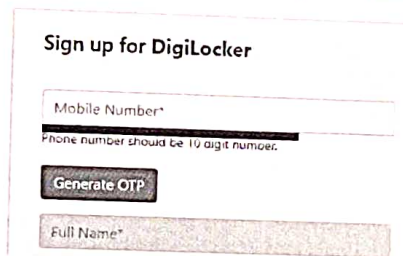 Sign up for DigiLocker
Mobile Number*
Phone number should be 10 digit number.
Generate OTP
Full Name*